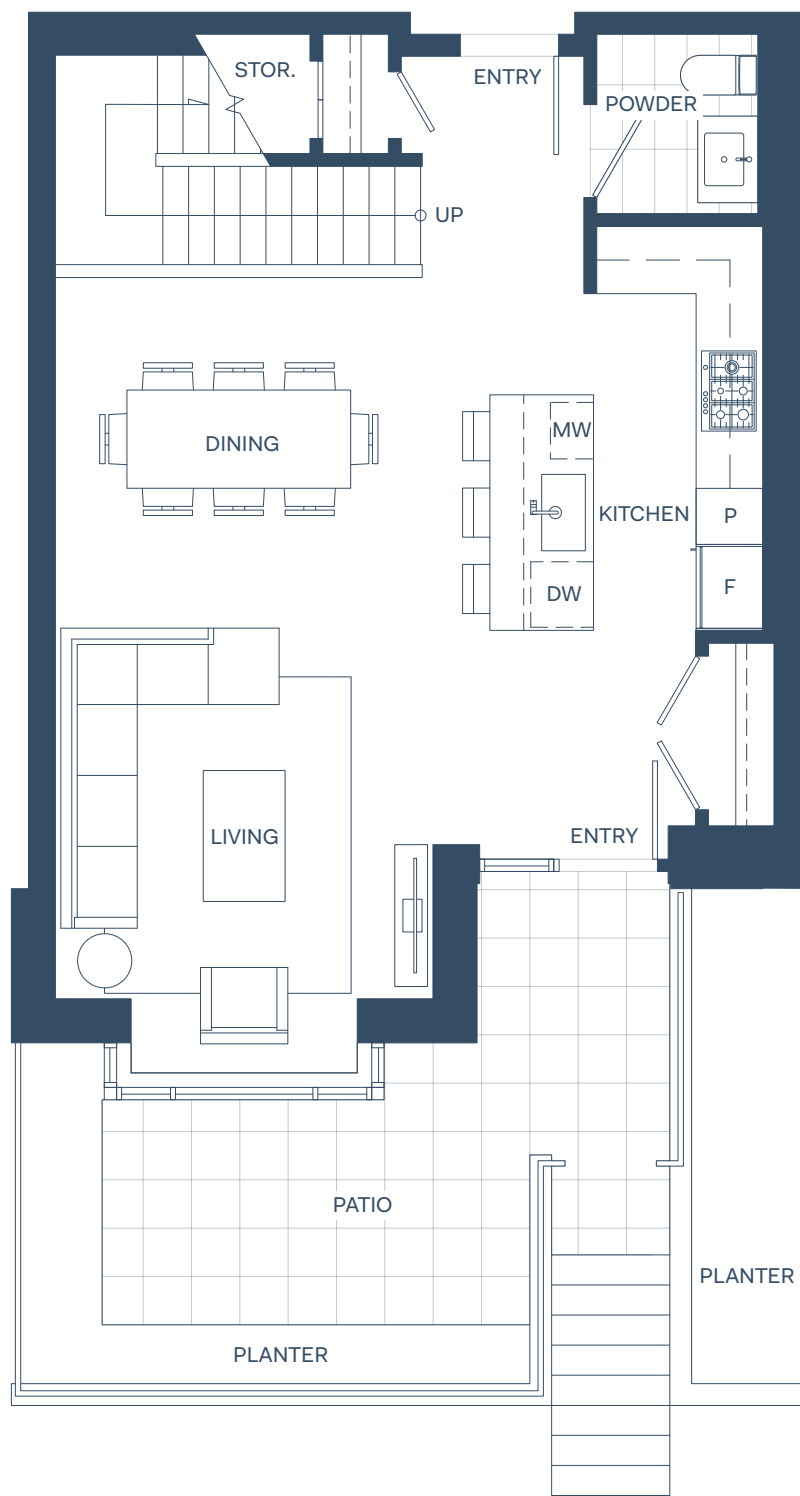 STOR.
ENTRY
POWDER
UP
DINING
MW
KITCHEN
P
DW
F
LIVING
ENTRY
PATIO
PLANTER
PLANTER